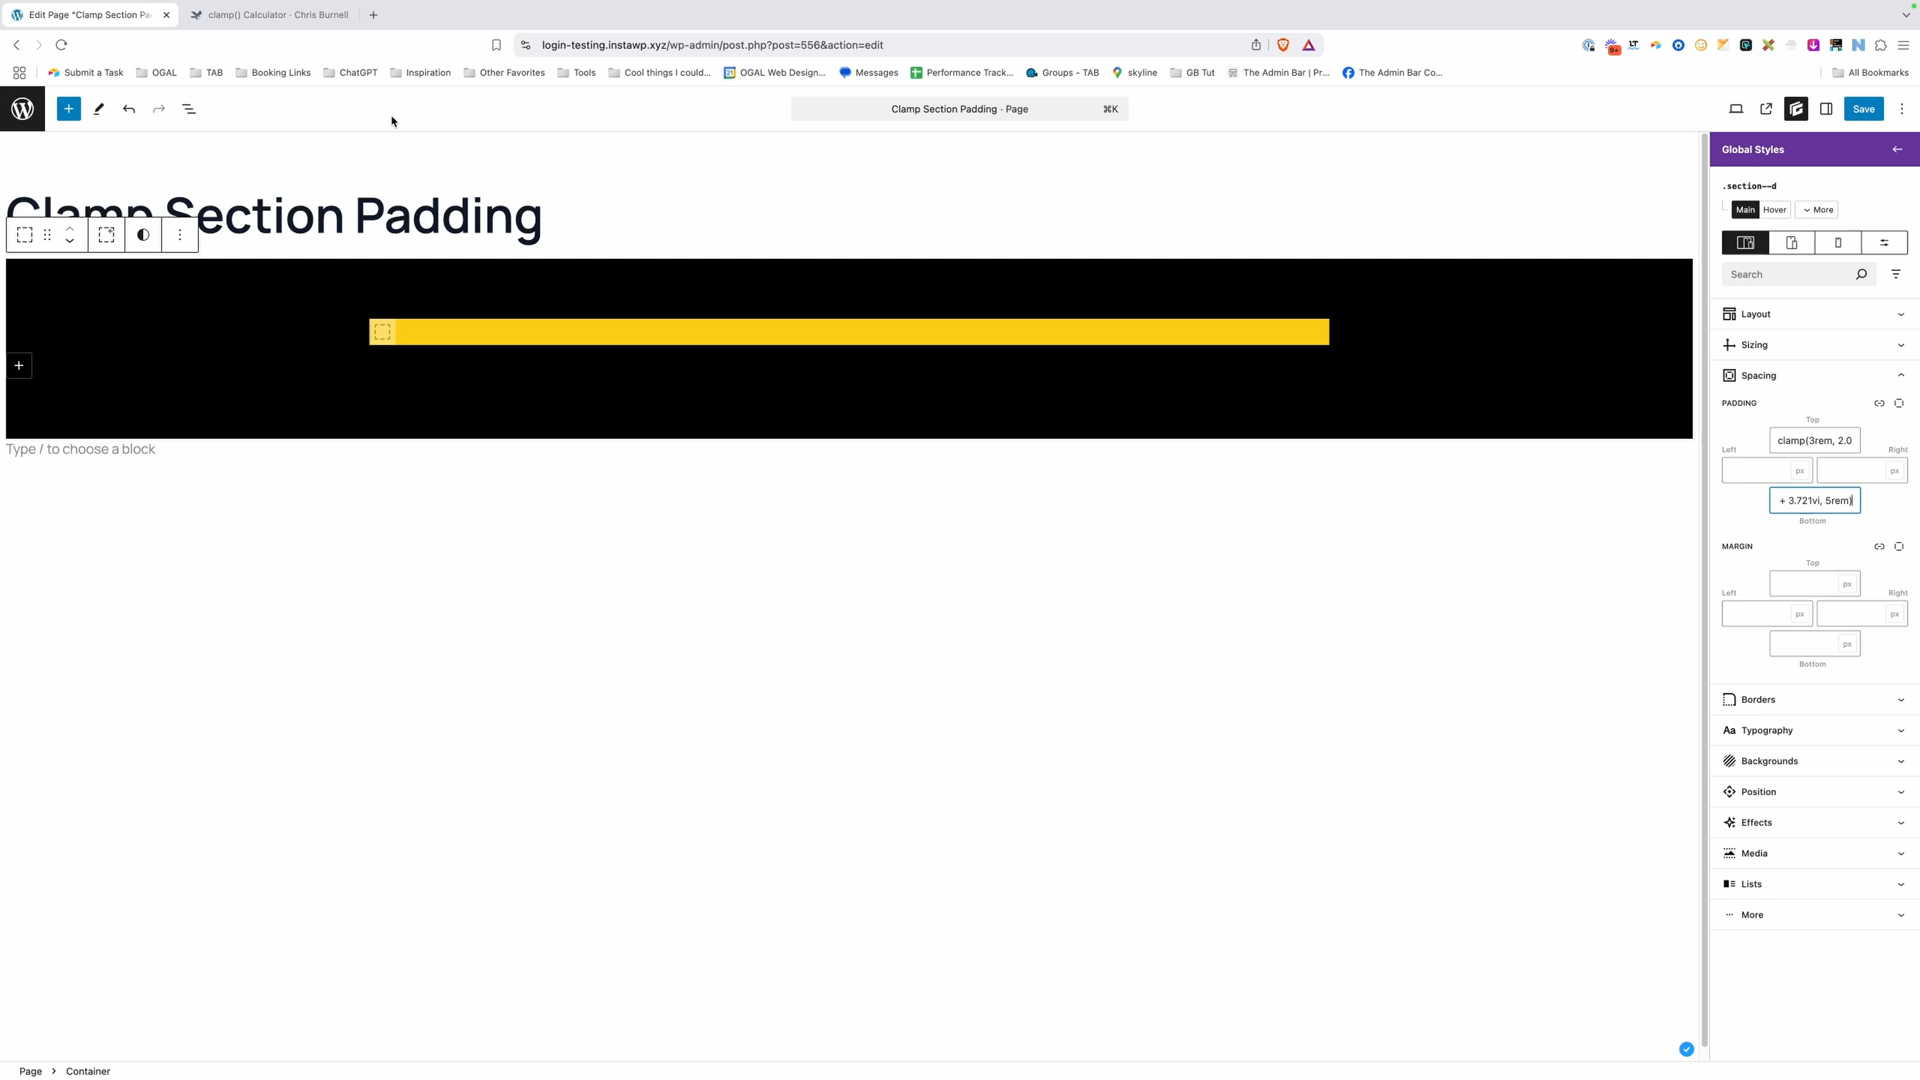 Edit Page "Clamp Section Pa
clamp() Calculator · Chris Burnell
login-testing.instawp.xyz/wp-admin/post.php?post=556&action=edit
9+
Submit a Task
OGAL
TAB
Booking Links
ChatGPT
Inspiration
Other Favorites
Tools
Cool things I could...
OGAL Web Design...
Messages
Performance Track...
Groups - TAB
skyline
GB Tut
The Admin Bar | Pr...
The Admin Bar Co...
All Bookmarks
Clamp Section Padding · Page
⌘K
Save
Clamp Section Padding
Type / to choose a block
Global Styles
.section--d
Main
Hover
More
Search
Layout
Sizing
Spacing
PADDING
Top
clamp(3rem, 2.0
Left
Right
px
px
+ 3.721vi, 5rem)
Bottom
MARGIN
Top
px
Left
Right
px
px
px
Bottom
Borders
Aa Typography
Backgrounds
Position
Effects
Media
Lists
More
Page > Container